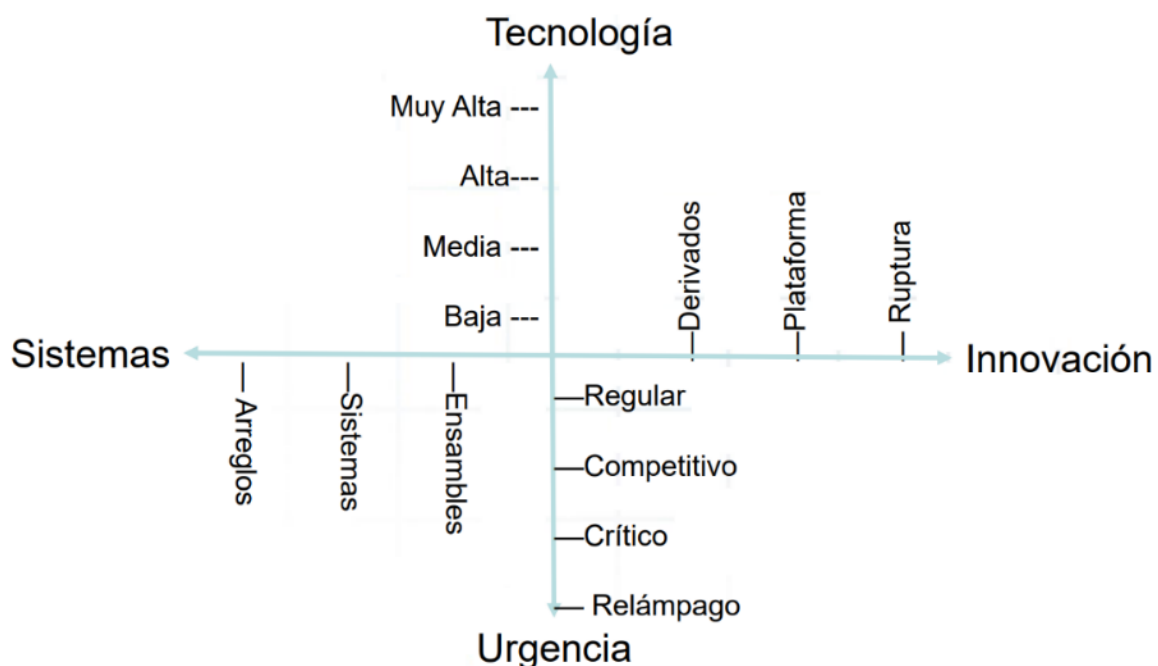 Tecnología
Muy Alta ---
Alta---
Media ---
Baja ---
—Derivados
—Plataforma
— Ruptura
Sistemas
Innovación
— Arreglos
—Sistemas
—Ensambles
—Regular
—Competitivo
—Crítico
— Relámpago
Urgencia